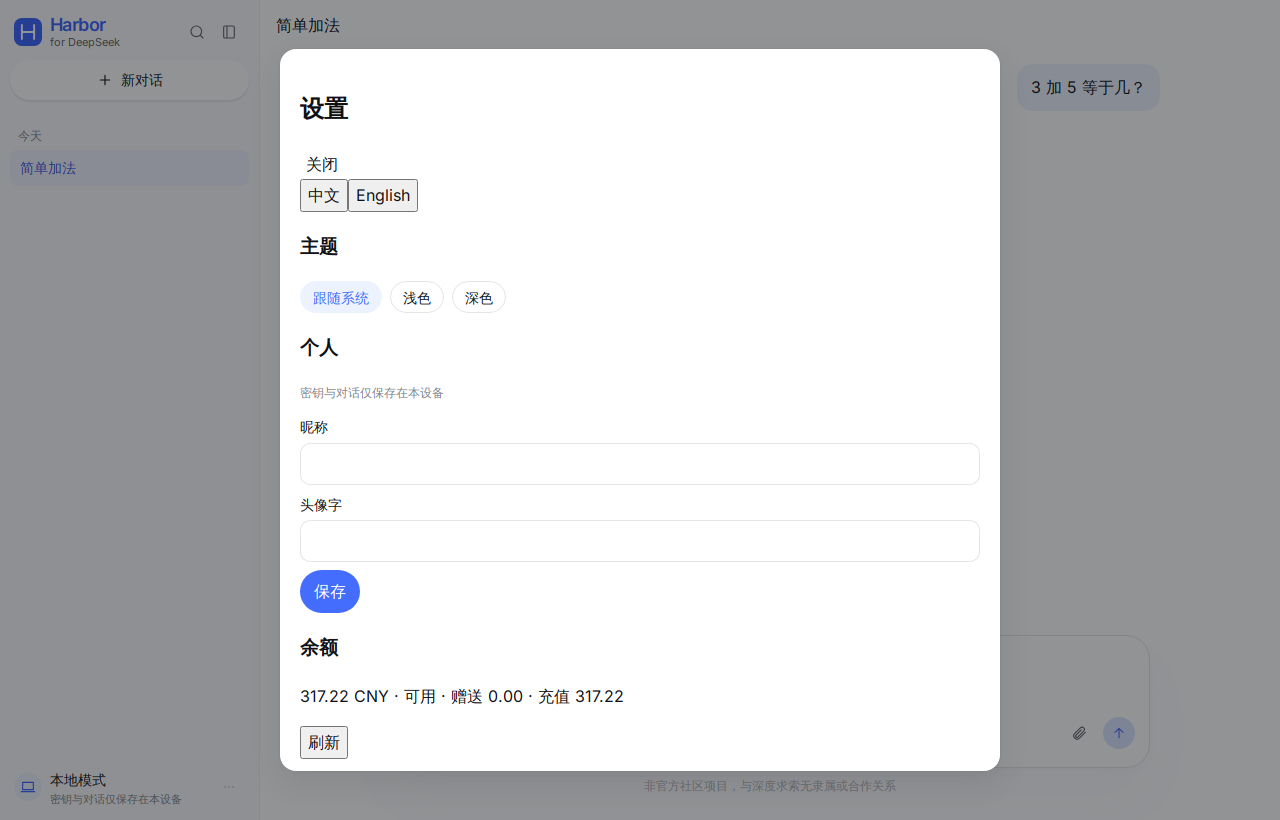 Harbor
for DeepSeek
新对话
今天
简单加法
本地模式
密钥与对话仅保存在本设备
简单加法
3 加 5 等于几？
设置
关闭
中文 English
主题
跟随系统 浅色 深色
个人
密钥与对话仅保存在本设备
昵称
头像字
保存
余额
317.22 CNY · 可用 · 赠送 0.00 · 充值 317.22
刷新
非官方社区项目，与深度求索无隶属或合作关系